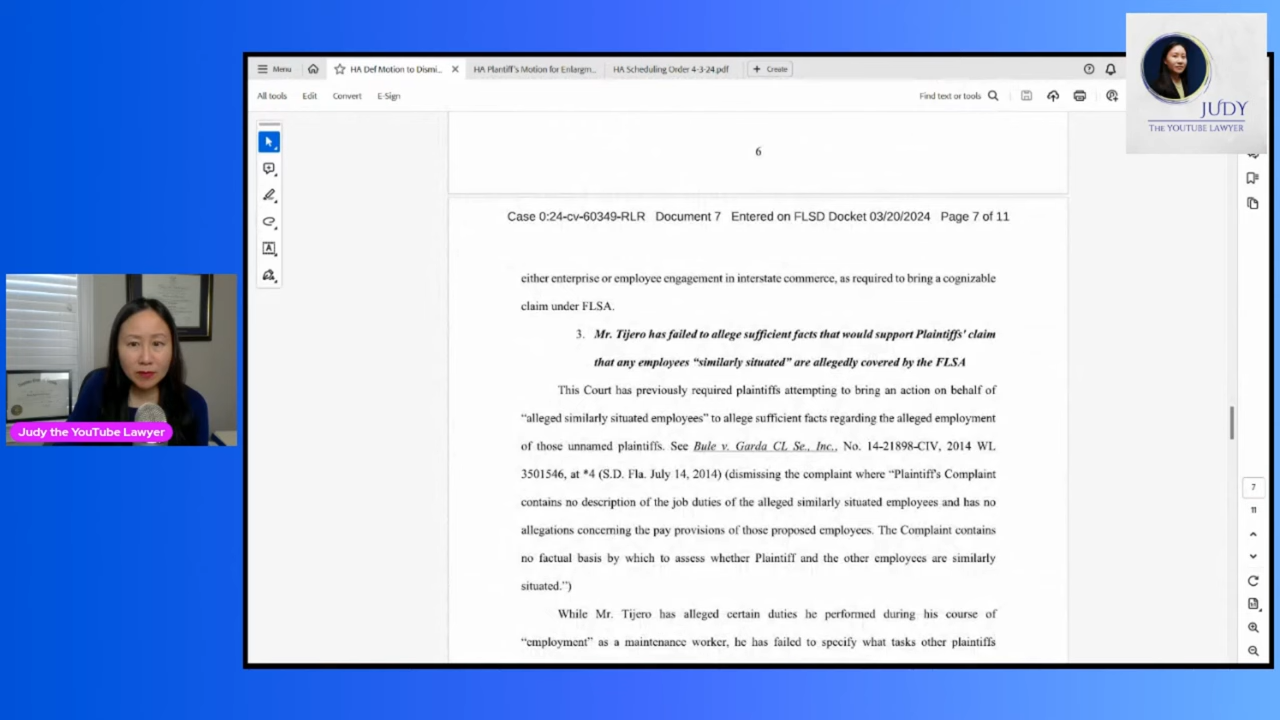 Menu
HA Def Motion to Dismi...
HA Plantiff's Motion for Enlargm...
HA Scheduling Order 4-3-24.pdf
Create
All tools
Edit
Convert
E-Sign
Find text or tools
JUDY
THE YOUTUBE LAWYER
6
Case 0:24-cv-60349-RLR Document 7 Entered on FLSD Docket 03/20/2024 Page 7 of 11
either enterprise or employee engagement in interstate commerce, as required to bring a cognizable
claim under FLSA.
3. Mr. Tijero has failed to allege sufficient facts that would support Plaintiffs' claim
that any employees "similarly situated" are allegedly covered by the FLSA
This Court has previously required plaintiffs attempting to bring an action on behalf of
"alleged similarly situated employees" to allege sufficient facts regarding the alleged employment
of those unnamed plaintiffs. See Bule v. Garda CL Se., Inc., No. 14-21898-CIV, 2014 WL
3501546, at *4 (S.D. Fla. July 14, 2014) (dismissing the complaint where "Plaintiff's Complaint
contains no description of the job duties of the alleged similarly situated employees and has no
allegations concerning the pay provisions of those proposed employees. The Complaint contains
no factual basis by which to assess whether Plaintiff and the other employees are similarly
situated.")
While Mr. Tijero has alleged certain duties he performed during his course of
"employment" as a maintenance worker, he has failed to specify what tasks other plaintiffs
7
11
Judy the YouTube Lawyer